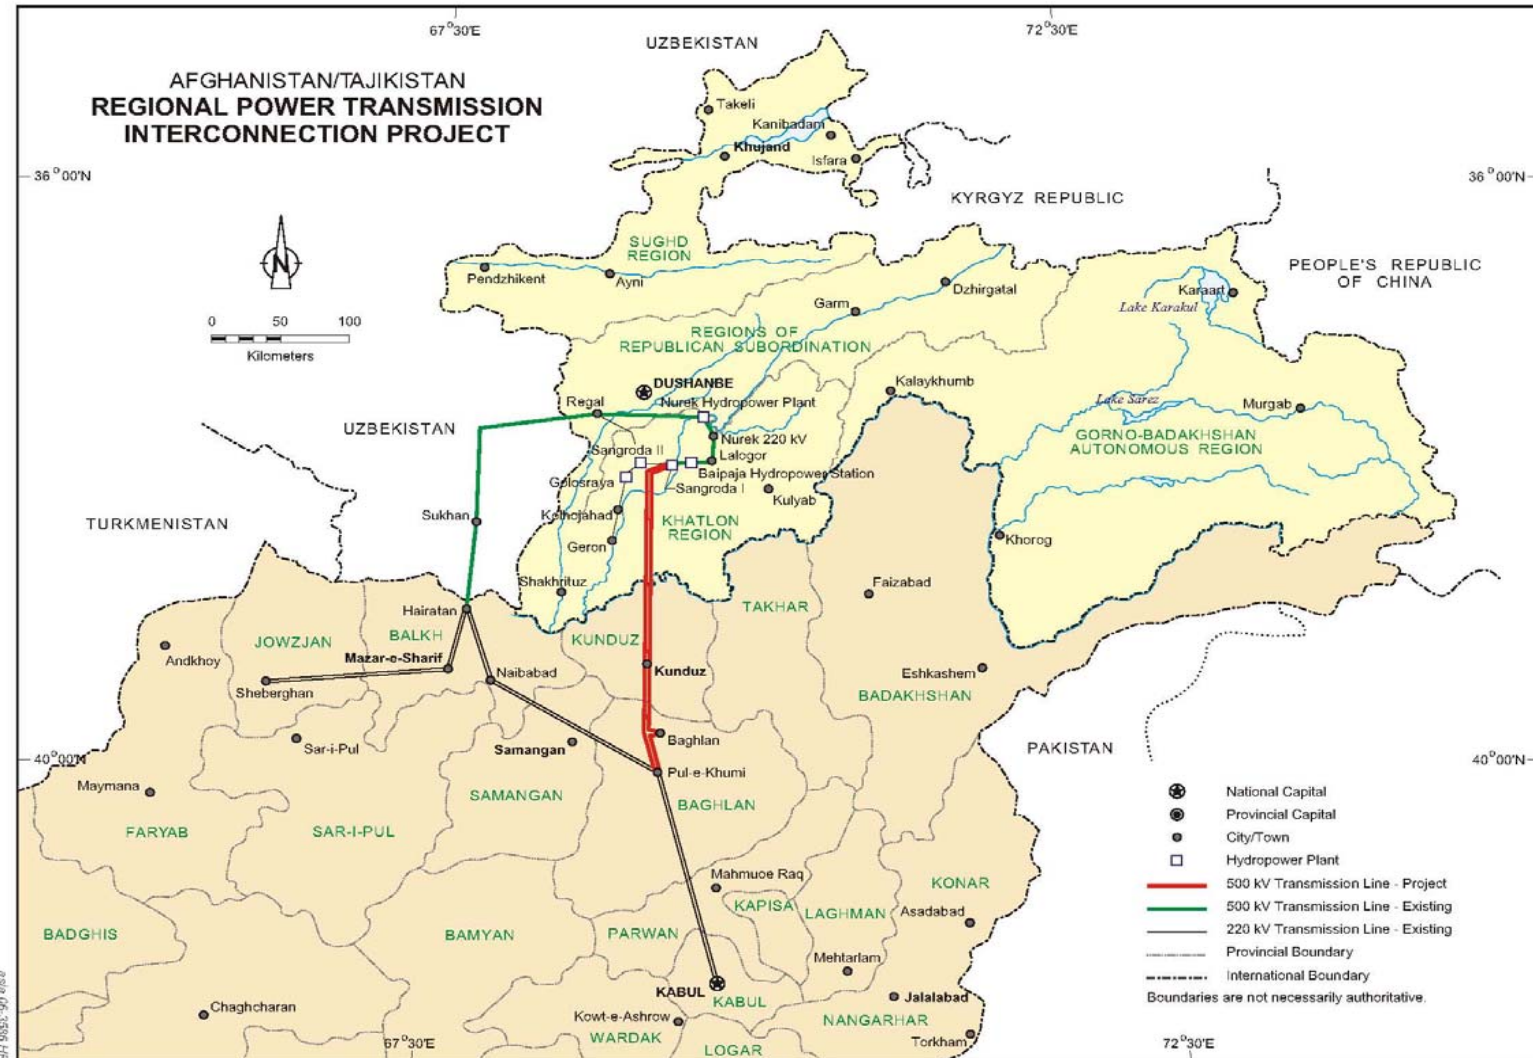 67°30'E
72°30'E
UZBEKISTAN
AFGHANISTAN/TAJIKISTAN
REGIONAL POWER TRANSMISSION
INTERCONNECTION PROJECT
Takeli
Kanibadam
Khujand
Isfara
36°00'N
36°00'N
KYRGYZ REPUBLIC
N
SUGHD
REGION
Pendzhikent
Ayni
PEOPLE'S REPUBLIC
OF CHINA
Dzhirgatal
Karaart
Lake Karakul
Garm
0 50 100
Kilometers
REGIONS OF
REPUBLICAN SUBORDINATION
DUSHANBE
Kalaykhumb
Regal
Nurek Hydropower Plant
Lake Sarez
Murgab
UZBEKISTAN
Nurek 220 kV
GORNO-BADAKHSHAN
AUTONOMOUS REGION
Sangroda II
Lalogor
Baipaja Hydropower Station
Golosraya
Sangroda I
Kulyab
Sukhan
TURKMENISTAN
Kolhojahad
KHATLON
REGION
Khorog
Geron
Shakhrituz
Faizabad
Hairatan
TAKHAR
JOWZJAN
BALKH
KUNDUZ
Andkhoy
Mazar-e-Sharif
Naibabad
Kunduz
Eshkashem
Sheberghan
BADAKHSHAN
Sar-i-Pul
Samangan
Baghlan
PAKISTAN
40°00'N
40°00'N
Pul-e-Khumi
Maymana
SAMANGAN
BAGHLAN
National Capital
Provincial Capital
FARYAB
SAR-I-PUL
City/Town
Hydropower Plant
Mahmuoe Raq
KONAR
500 kV Transmission Line - Project
KAPISA
LAGHMAN
Asadabad
500 kV Transmission Line - Existing
BADGHIS
BAMYAN
PARWAN
220 kV Transmission Line - Existing
Provincial Boundary
Mehtarlam
International Boundary
KABUL
KABUL
Jalalabad
Boundaries are not necessarily authoritative.
Chaghcharan
Kowt-e-Ashrow
NANGARHAR
WARDAK
Torkham
LOGAR
67°30'E
72°30'E